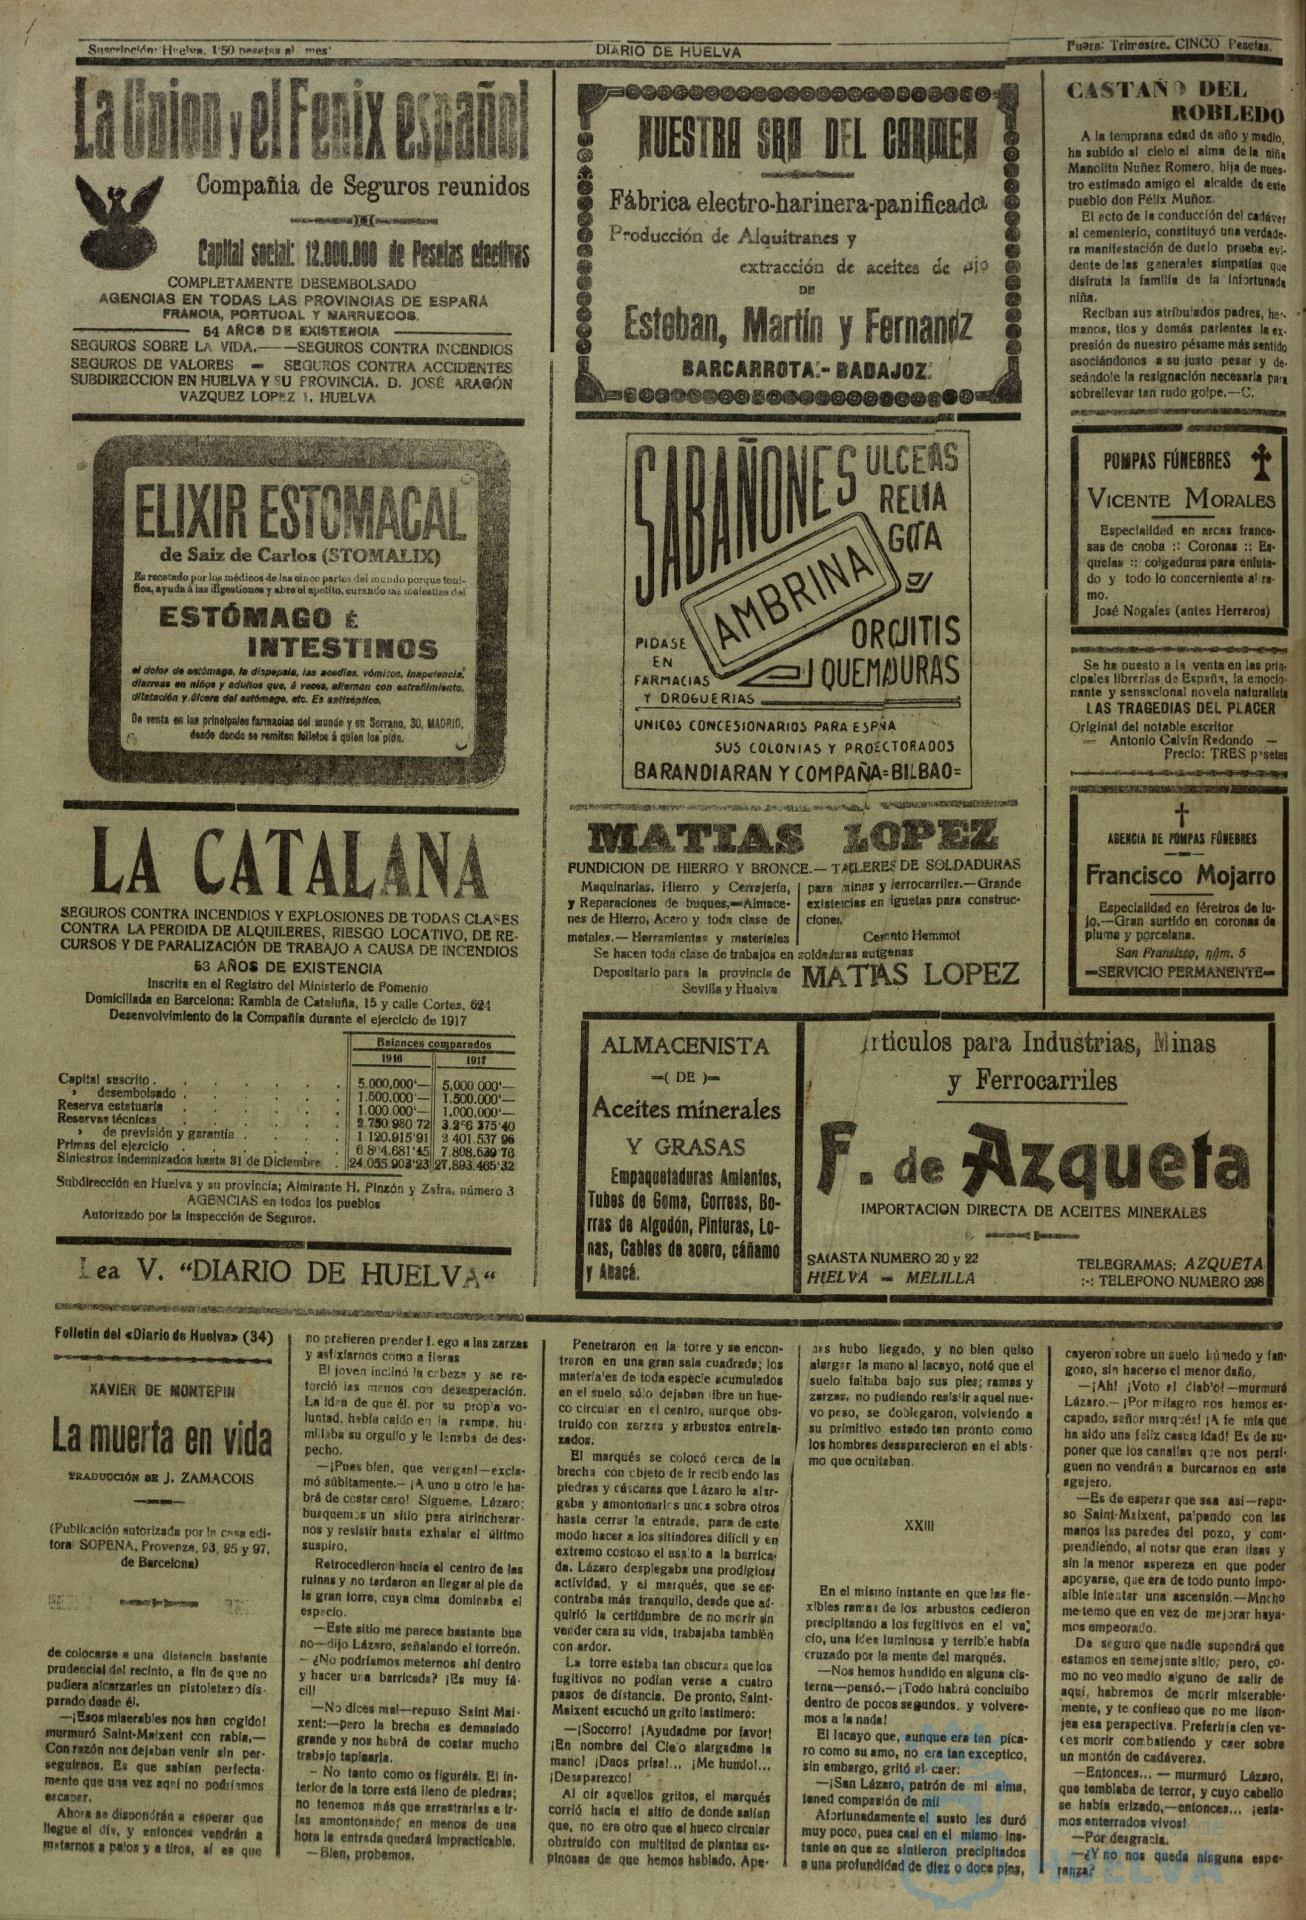 Suscripción: Huelva, 1'50 pesetas al mes
DIARIO DE HUELVA
Fuera: Trimestre, CINCO Pesetas.
La Union y el Fenix español
Compañía de Seguros reunidos
Capital social: 12.000.000 de Pesetas efectivas
COMPLETAMENTE DESEMBOLSADO
AGENCIAS EN TODAS LAS PROVINCIAS DE ESPAÑA
FRANCIA, PORTUGAL Y MARRUECOS.
54 AÑOS DE EXISTENCIA
SEGUROS SOBRE LA VIDA.——SEGUROS CONTRA INCENDIOS
SEGUROS DE VALORES — SEGUROS CONTRA ACCIDENTES
SUBDIRECCION EN HUELVA Y SU PROVINCIA. D. JOSÉ ARAGÓN
VAZQUEZ LOPEZ 1. HUELVA
ELIXIR ESTOMACAL
de Saiz de Carlos (STOMALIX)
Es recetado por los médicos de las cinco partes del mundo porque toni-
fica, ayuda á las digestiones y abre el apetito, curando las molestias del
ESTÓMAGO É
INTESTINOS
el dolor de estómago, la dispepsia, las acedías, vómitos, inapetencia,
diarreas en niños y adultos que, á veces, alternan con estreñimiento,
dilatación y úlcera del estómago, etc. Es antiséptico.
De venta en las principales farmacias del mundo y en Serrano, 30, MADRID,
desde donde se remiten folletos á quien los pida.
LA CATALANA
SEGUROS CONTRA INCENDIOS Y EXPLOSIONES DE TODAS CLASES
CONTRA LA PERDIDA DE ALQUILERES, RIESGO LOCATIVO, DE RE-
CURSOS Y DE PARALIZACIÓN DE TRABAJO A CAUSA DE INCENDIOS
53 AÑOS DE EXISTENCIA
Inscrita en el Registro del Ministerio de Fomento
Domiciliada en Barcelona: Rambla de Cataluña, 15 y calle Cortes, 624
Desenvolvimiento de la Compañía durante el ejercicio de 1917
Balances comparados
1916 1917
Capital suscrito . 5.000,000'— 5.000 000'—
» desembolsado . 1.500.000'— 1.500.000'—
Reserva estatuaria 1.000 000'— 1.000.000'—
Reservas técnicas 2.750 980 72 3.256 375'40
» de previsión y garantía . 1 120.915'91 2 401.537 96
Primas del ejercicio . 6 804.681'45 7.808.639 76
Siniestros indemnizados hasta 31 de Diciembre . 24 055 903'23 27,893.465'32
Subdirección en Huelva y su provincia; Almirante H. Pinzón y Zafra, número 3
AGENCIAS en todos los pueblos
Autorizado por la Inspección de Seguros.
Lea V. "DIARIO DE HUELVA"
NUESTRA SRA DEL CARMEN
Fábrica electro-harinera-panificadora
Producción de Alquitranes y
extracción de aceites de
DE
Esteban, Martín y Fernandz
BARCARROTA.- BADAJOZ.
SABAÑONES
ULCERAS
REUMA
GOTA
AMBRINA
ORQUITIS
QUEMADURAS
PIDASE
EN
FARMACIAS
Y DROGUERIAS
UNICOS CONCESIONARIOS PARA ESPAÑA
SUS COLONIAS Y PROTECTORADOS
BARANDIARAN Y COMPAÑA=BILBAO=
MATIAS LOPEZ
FUNDICION DE HIERRO Y BRONCE.— TALLERES DE SOLDADURAS
Maquinarias, Hierro y Cerrajería,
y Reparaciones de buques,—Almace-
nes de Hierro, Acero y toda clase de
metales.— Herramientas y materiales
para minas y ferrocarriles.—Grande
existencias en viguetas para construc-
ciones.
Cemento Hemmot
Se hacen toda clase de trabajos en soldaduras autigenas
Depositario para la provincia de
Sevilla y Huelva
MATIAS LOPEZ
ALMACENISTA
—( DE )—
Aceites minerales
Y GRASAS
Empaquetaduras Amiantos,
Tubos de Goma, Correas, Bo-
rras de Algodón, Pinturas, Lo-
nas, Cables de acero, cáñamo
y Abacá.
Artículos para Industrias, Minas
y Ferrocarriles
F. de Azqueta
IMPORTACION DIRECTA DE ACEITES MINERALES
SAGASTA NUMERO 20 y 22
HUELVA — MELILLA
TELEGRAMAS: AZQUETA
:-: TELEFONO NUMERO 298
CASTAÑO DEL
ROBLEDO
A la temprana edad de año y medio,
ha subido al cielo el alma de la niña
Manolita Nuñez Romero, hija de nues-
tro estimado amigo el alcalde de este
pueblo don Félix Muñoz.
El acto de la conducción del cadáver
al cementerio, constituyó una verdade-
ra manifestación de duelo prueba evi-
dente de las generales simpatías que
disfruta la familia de la infortunada
niña.
Reciban sus atribulados padres, her-
manos, tios y demás parientes la ex-
presión de nuestro pésame más sentido
asociándonos a su justo pesar y de-
seándole la resignación necesaria para
sobrellevar tan rudo golpe.—C.
POMPAS FÚNEBRES
VICENTE MORALES
Especialidad en arcas france-
sas de caoba :: Coronas :: Es-
quelas :: colgaduras para enluta-
do y todo lo concerniente al ra-
mo.
José Nogales (antes Herreros)
Se ha puesto a la venta en las prin-
cipales librerías de España, la emocio-
nante y sensacional novela naturalista
LAS TRAGEDIAS DEL PLACER
Original del notable escritor
— Antonio Calvín Redondo —
Precio: TRES pesetas
AGENCIA DE POMPAS FÚNEBRES
Francisco Mojarro
Especialidad en féretros de lu-
jo.—Gran surtido en coronas de
pluma y porcelana.
San Francisco, núm. 5
—SERVICIO PERMANENTE—
Folletín del «Diario de Huelva» (34)
XAVIER DE MONTEPIN
La muerta en vida
TRADUCCIÓN DE J. ZAMACOIS
(Publicación autorizada por la casa edi-
tora! SOPENA, Provenza, 93, 95 y 97,
de Barcelona)
de colocarse a una distancia bastante
prudencial del recinto, a fin de que no
pudiera alcanzarles un pistoletazo dis-
parado desde él.
—¡Esos miserables nos han cogido!
murmuró Saint-Maixent con rabia.—
Con razón nos dejaban venir sin per-
seguirnos. Es que sabían perfecta-
mente que una vez aquí no podríamos
escapar.
Ahora se dispondrán a esperar que
llegue el día, y entonces vendrán a
matarnos a palos y a tiros, si es que
no prefieren prender fuego a las zarzas
y asfixiarnos como a fieras
El joven inclinó la cabeza y se re-
torció las manos con desesperación.
La idea de que él, por su propia vo-
luntad, había caído en la rampa, hu-
millaba su orgullo y le llenaba de des-
pecho.
—¡Pues bien, que vengan!—excla-
mó súbitamente.— ¡A uno u otro le ha-
brá de costar caro! Sígueme, Lázaro;
busquemos un sitio para atrincherar-
nos y resistir hasta exhalar el último
suspiro,
Retrocedieron hacia el centro de las
ruinas y no tardaron en llegar al pie de
la gran torre, cuya cima dominaba el
espacio.
—Este sitio me parece bastante bue
no—dijo Lázaro, señalando el torreón.
— ¿No podríamos meternos ahí dentro
y hacer una barricada? ¡Es muy fá-
cil!
—No dices mal—repuso Saint Mai-
xent:—pero la brecha es demasiado
grande y nos habrá de costar mucho
trabajo tapiarla.
- No tanto como os figuráis. El in-
terior de la torre está lleno de piedras;
no tenemos más que arrastrarlas e ir-
las amontonando; en menos de una
hora la entrada quedará impracticable.
—Bien, probemos.
Penetraron en la torre y se encon-
traron en una gran sala cuadrada; los
materiales de toda especie acumulados
en el suelo sólo dejaban libre un hue-
co circular en el centro, aunque obs-
truido con zarzas y arbustos entrela-
zados.
El marqués se colocó cerca de la
brecha con objeto de ir recibiendo las
piedras y cáscaras que Lázaro le alar-
gaba y amontonarlas unas sobre otros
hasta cerrar la entrada, para de este
modo hacer a los sitiadores difícil y en
extremo costoso el asalto a la barrica-
da. Lázaro desplegaba una prodigiosa
actividad, y el marqués, que se en-
contraba más tranquilo, desde que ad-
quirió la certidumbre de no morir sin
vender cara su vida, trabajaba también
con ardor.
La torre estaba tan obscura que los
fugitivos no podían verse a cuatro
pasos de distancia. De pronto, Saint-
Maixent escuchó un grito lastimero:
—¡Socorro! ¡Ayudadme por favor!
¡En nombre del Cielo alargadme la
mano! ¡Daos prisa!... ¡Me hundo!...
¡Desaparezco!
Al oir aquellos gritos, el marqués
corrió hacia el sitio de donde salían
que, no era otro que el hueco circular
obstruido con multitud de plantas es-
pinosas de que hemos hablado. Ape-
nas hubo llegado, y no bien quiso
alargar la mano al lacayo, notó que el
suelo faltaba bajo sus pies; ramas y
zarzas, no pudiendo resistir aquel nue-
vo peso, se doblegaron, volviendo a
su primitivo estado tan pronto como
los hombres desaparecieron en el abis-
mo que ocultaban.
XXIII
En el mismo instante en que las fle-
xibles ramas de los arbustos cedieron
precipitando a los fugitivos en el va-
cío, una idea luminosa y terrible había
cruzado por la mente del marqués.
—Nos hemos hundido en alguna cis-
terna—pensó.—¡Todo habrá concluido
dentro de pocos segundos, y volvere-
mos a la nada!
El lacayo que, aunque era tan píca-
ro como su amo, no era tan exceptico,
sin embargo, gritó al caer:
—¡San Lázaro, patrón de mi alma,
tened compasión de mí!
Afortunadamente el susto les duró
muy poco, pues casi en el mismo ins-
tante en que se sintieron precipitados
a una profundidad de diez o doce pies,
cayeron sobre un suelo húmedo y fan-
goso, sin hacerse el menor daño.
—¡Ah! ¡Voto al diablo!—murmuró
Lázaro.— ¡Por milagro nos hemos es-
capado, señor marqués! ¡A fe mía que
ha sido una feliz casualidad! Es de su-
poner que los canallas que nos persi-
guen no vendrán a burcarnos en este
agujero.
—Es de esperar que sea así—repu-
so Saint-Maixent, palpando con las
manos las paredes del pozo, y com-
prendiendo, al notar que eran lisas y
sin la menor aspereza en que poder
apoyarse, que era de todo punto impo-
sible intentar una ascensión.—Mucho
me temo que en vez de mejorar haya-
mos empeorado.
De seguro que nadie supondrá que
estamos en semejante sitio; pero, co-
mo no veo medio alguno de salir de
aquí, habremos de morir miserable-
mente, y te confieso que no me lison-
jea esa perspectiva. Preferiría cien ve-
ces morir combatiendo y caer sobre
un montón de cadáveres.
—Entonces... — murmuró Lázaro,
que temblaba de terror, y cuyo cabello
se había erizado,—entonces... ¡esta-
mos enterrados vivos!
—Por desgracia.
—¿Y no nos queda ninguna espe-
ranza?
HUELVA